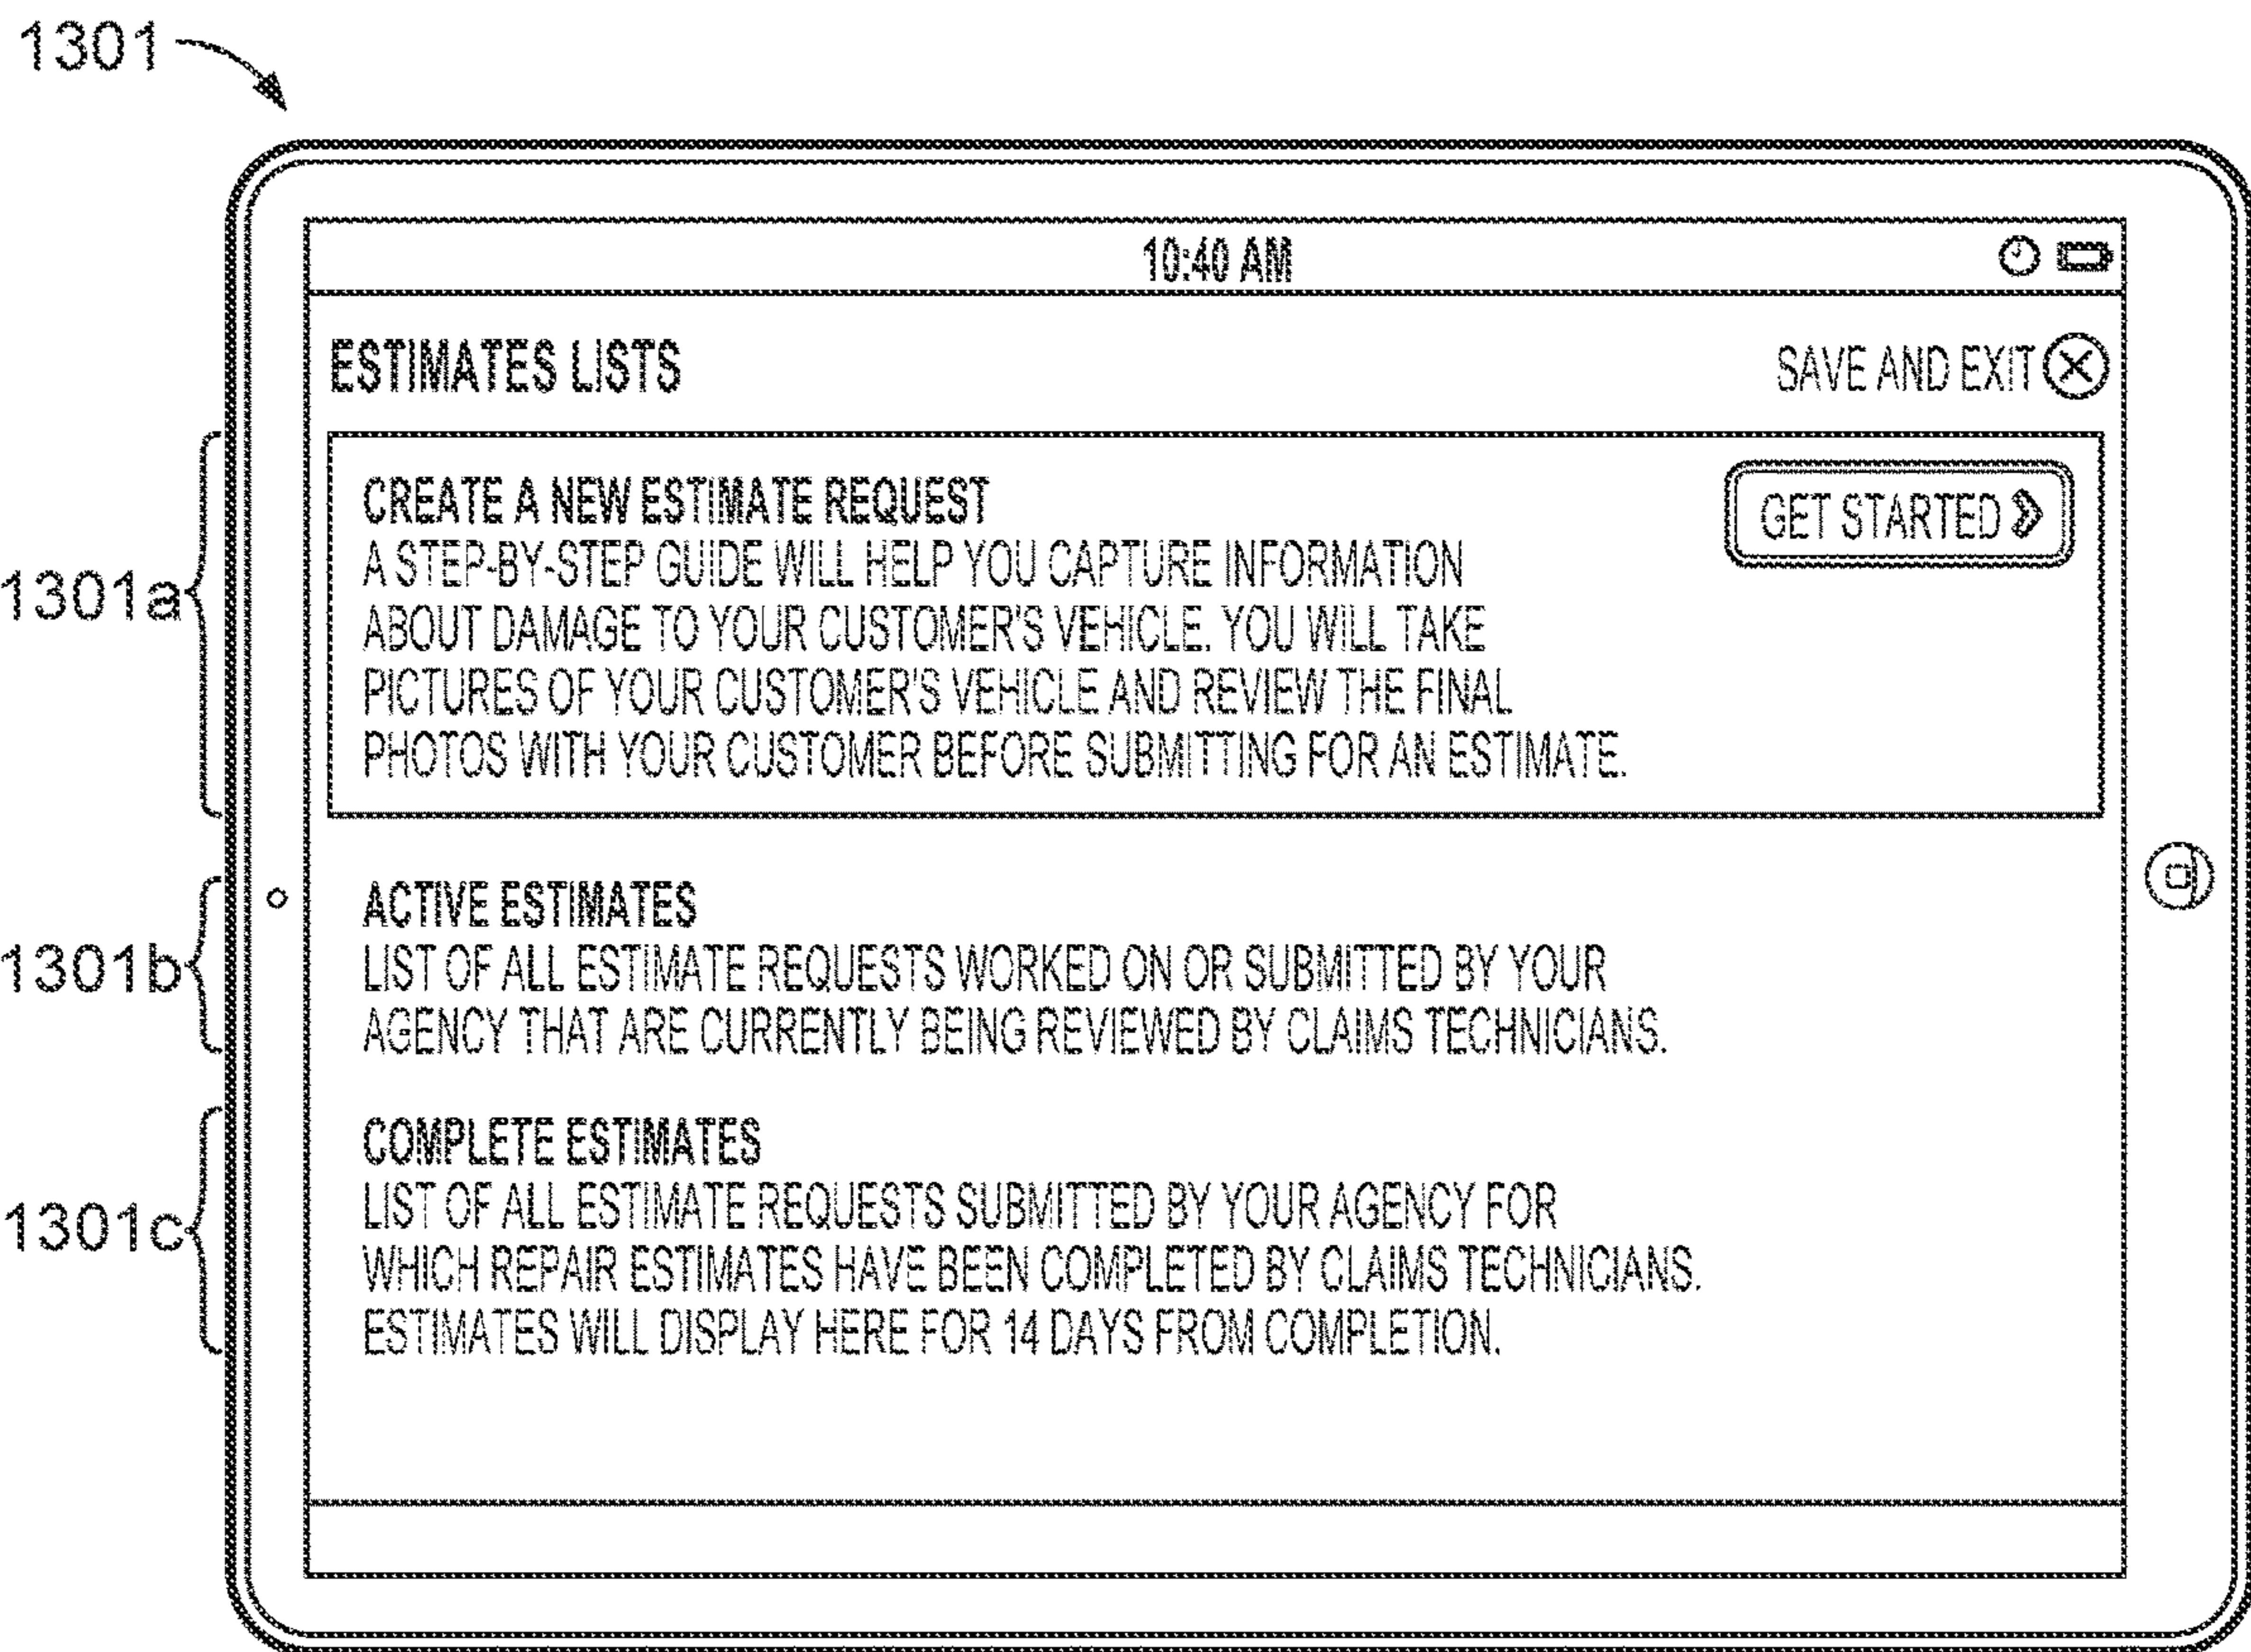 1301
10:40 AM
ESTIMATES LISTS
SAVE AND EXIT
1301a
CREATE A NEW ESTIMATE REQUEST
GET STARTED
A STEP-BY-STEP GUIDE WILL HELP YOU CAPTURE INFORMATION
ABOUT DAMAGE TO YOUR CUSTOMER'S VEHICLE. YOU WILL TAKE
PICTURES OF YOUR CUSTOMER'S VEHICLE AND REVIEW THE FINAL
PHOTOS WITH YOUR CUSTOMER BEFORE SUBMITTING FOR AN ESTIMATE.
1301b
ACTIVE ESTIMATES
LIST OF ALL ESTIMATE REQUESTS WORKED ON OR SUBMITTED BY YOUR
AGENCY THAT ARE CURRENTLY BEING REVIEWED BY CLAIMS TECHNICIANS.
1301c
COMPLETE ESTIMATES
LIST OF ALL ESTIMATE REQUESTS SUBMITTED BY YOUR AGENCY FOR
WHICH REPAIR ESTIMATES HAVE BEEN COMPLETED BY CLAIMS TECHNICIANS.
ESTIMATES WILL DISPLAY HERE FOR 14 DAYS FROM COMPLETION.